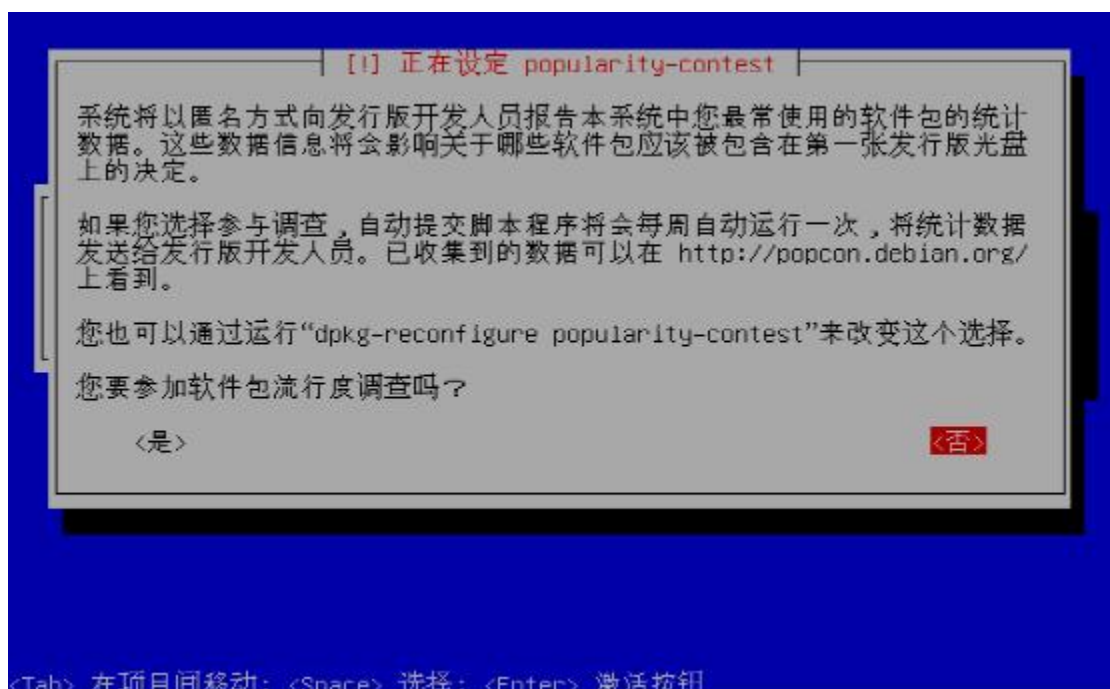 [!] 正在设定 popularity-contest
系统将以匿名方式向发行版开发人员报告本系统中您最常使用的软件包的统计
数据。这些数据信息将会影响关于哪些软件包应该被包含在第一张发行版光盘
上的决定。
如果您选择参与调查，自动提交脚本程序将会每周自动运行一次，将统计数据
发送给发行版开发人员。已收集到的数据可以在 http://popcon.debian.org/
上看到。
您也可以通过运行“dpkg-reconfigure popularity-contest”来改变这个选择。
您要参加软件包流行度调查吗？
<是> <否>
<Tab> 在项目间移动; <Space> 选择; <Enter> 激活按钮